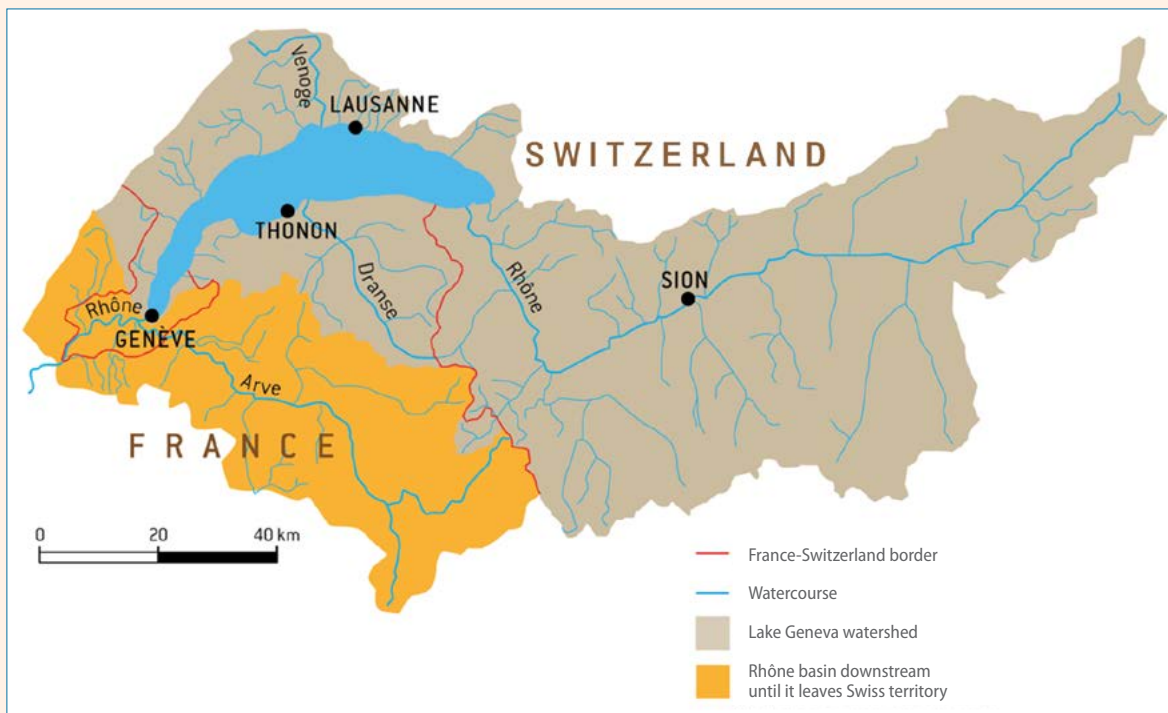 Venoge
LAUSANNE
SWITZERLAND
THONON
Dranse
Rhône
SION
Rhône
GENÈVE
Arve
FRANCE
0 20 40 km
France-Switzerland border
Watercourse
Lake Geneva watershed
Rhône basin downstream
until it leaves Swiss territory